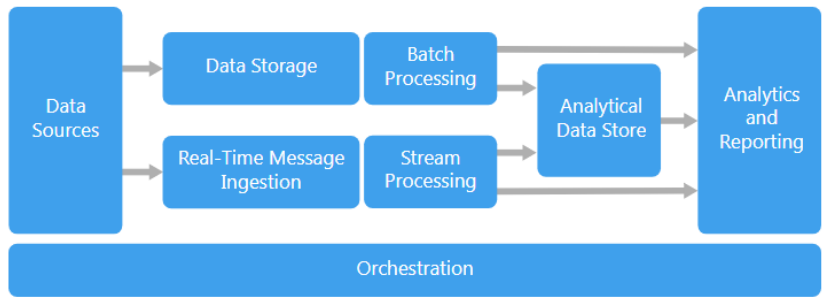 Data
Sources
Data Storage
Batch
Processing
Real-Time Message
Ingestion
Stream
Processing
Analytical
Data Store
Analytics
and
Reporting
Orchestration